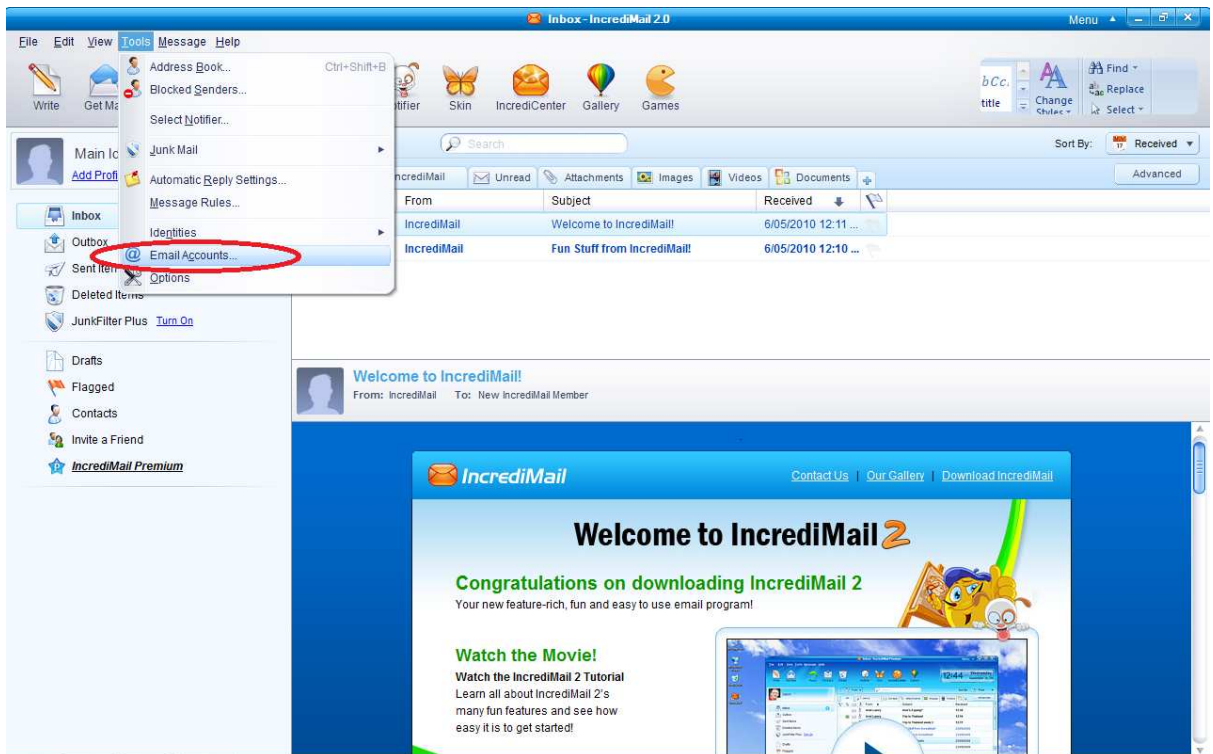 Inbox - IncrediMail 2.0
Menu
File Edit View Tools Message Help
Address Book... Ctrl+Shift+B
Blocked Senders...
Select Notifier...
Junk Mail
Automatic Reply Settings...
Message Rules...
Identities
Email Accounts...
Options
Write
Skin IncrediCenter Gallery Games
title
Change
Find
Replace
Select
Search
Sort By: Received
Unread Attachments Images Videos Documents
Advanced
From Subject Received
IncrediMail Welcome to IncrediMail! 6/05/2010 12:11 ...
IncrediMail Fun Stuff from IncrediMail! 6/05/2010 12:10 ...
Inbox
Outbox
Deleted Items
JunkFilter Plus Turn On
Drafts
Flagged
Contacts
Invite a Friend
IncrediMail Premium
Welcome to IncrediMail!
From: IncrediMail To: New IncrediMail Member
IncrediMail
Contact Us | Our Gallery | Download IncrediMail
Welcome to IncrediMail 2
Congratulations on downloading IncrediMail 2
Your new feature-rich, fun and easy to use email program!
Watch the Movie!
Watch the IncrediMail 2 Tutorial
Learn all about IncrediMail 2's
many fun features and see how
easy it is to get started!
12:44